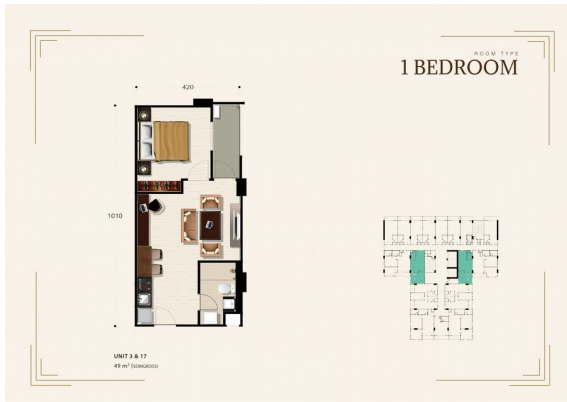 ROOM TYPE
1 BEDROOM
420
1010
UNIT 3 & 17
49 m² (SEMIGROSS)